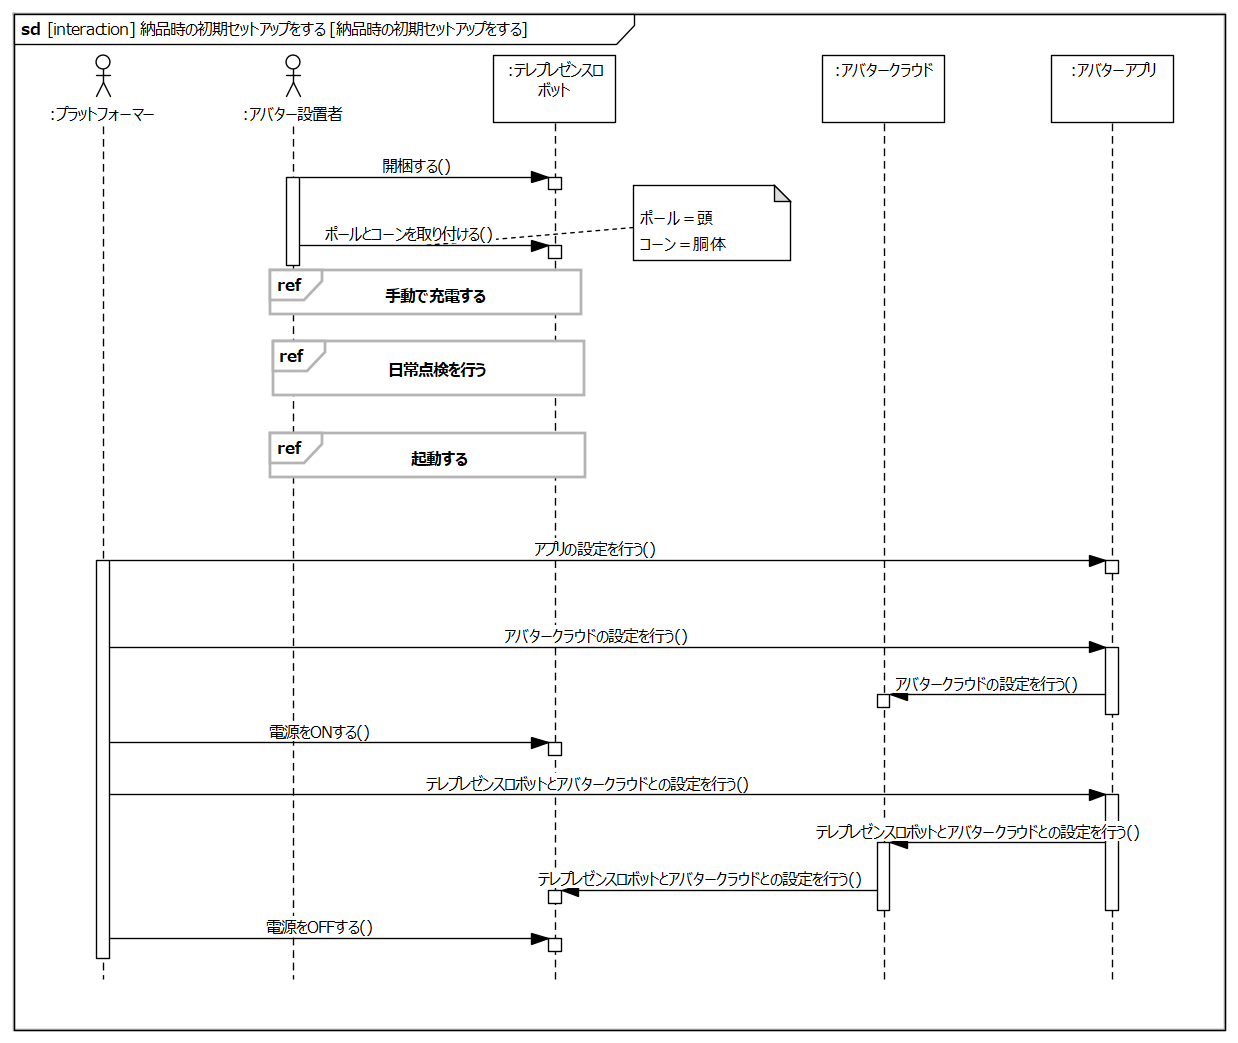 sd [interaction] 納品時の初期セットアップをする [納品時の初期セットアップをする]
:プラットフォーマー
:アバター設置者
:テレプレゼンスロ
ボット
:アバタークラウド
:アバターアプリ
開梱する()
ポールとコーンを取り付ける()
ポール＝頭
コーン＝胴体
ref
手動で充電する
ref
日常点検を行う
ref
起動する
アプリの設定を行う()
アバタークラウドの設定を行う()
アバタークラウドの設定を行う()
電源をONする()
テレプレゼンスロボットとアバタークラウドとの設定を行う()
テレプレゼンスロボットとアバタークラウドとの設定を行う()
テレプレゼンスロボットとアバタークラウドとの設定を行う()
電源をOFFする()